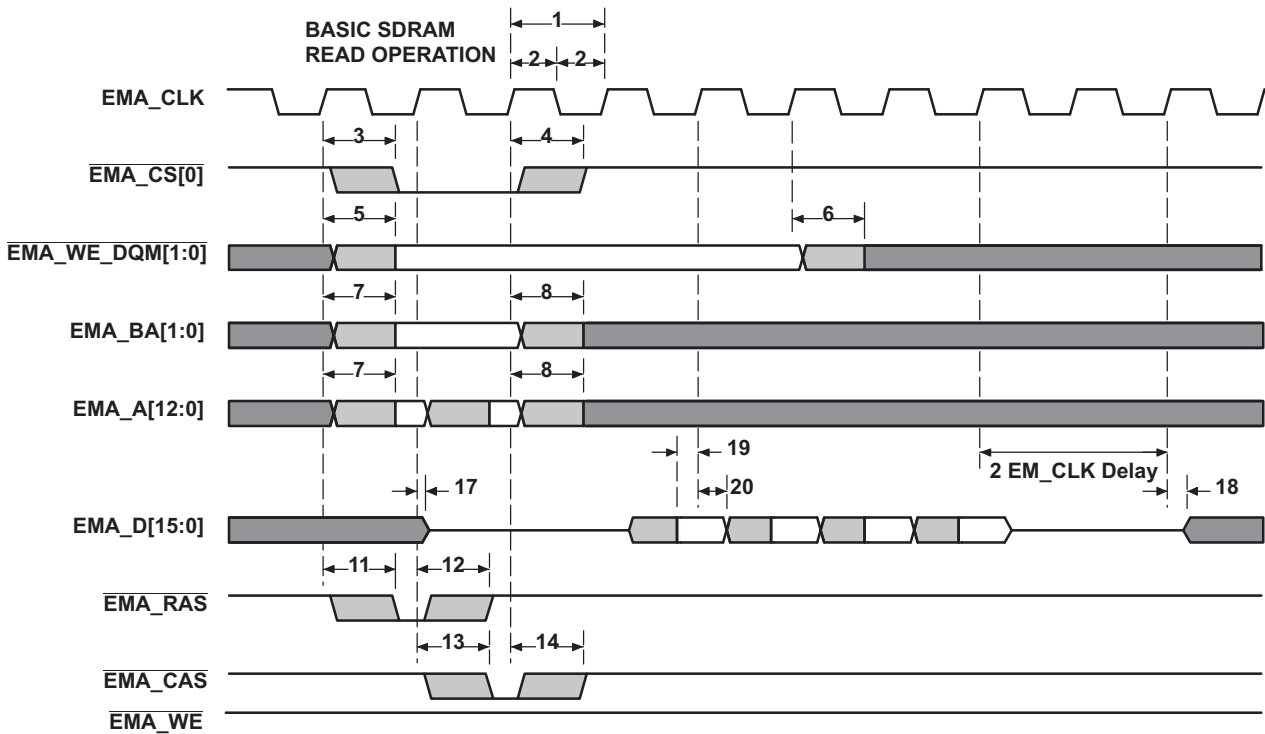 BASIC SDRAM
READ OPERATION
1
2 2
EMA_CLK
3 4
EMA_CS[0]
5 6
EMA_WE_DQM[1:0]
7 8
EMA_BA[1:0]
7 8
EMA_A[12:0]
19
2 EM_CLK Delay
17 20 18
EMA_D[15:0]
11 12
EMA_RAS
13 14
EMA_CAS
EMA_WE